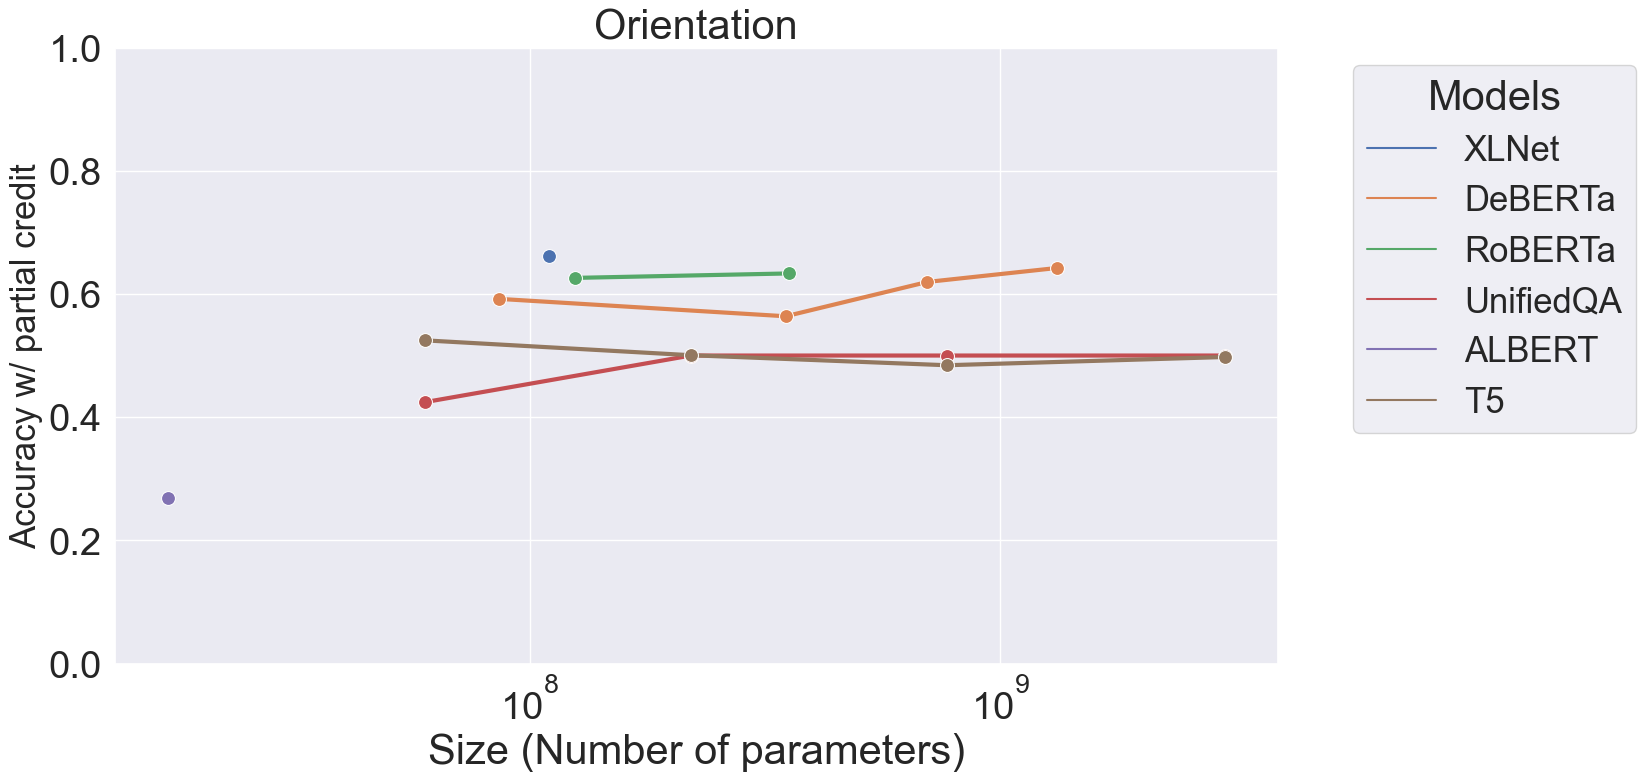 Orientation
1.0
0.8
0.6
0.4
0.2
0.0
Accuracy w/ partial credit
10^8
10^9
Size (Number of parameters)
Models
XLNet
DeBERTa
RoBERTa
UnifiedQA
ALBERT
T5